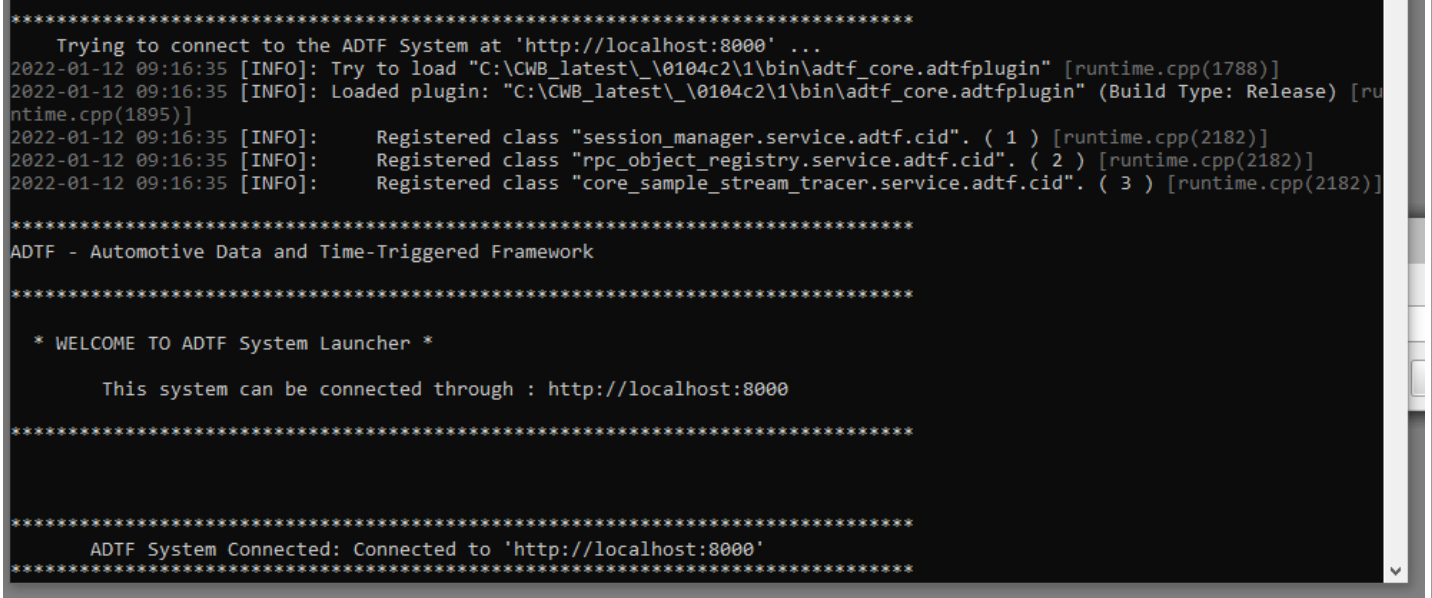 *******************************************************************************
Trying to connect to the ADTF System at 'http://localhost:8000' ...
2022-01-12 09:16:35 [INFO]: Try to load "C:\CWB_latest\_\0104c2\1\bin\adtf_core.adtfplugin" [runtime.cpp(1788)]
2022-01-12 09:16:35 [INFO]: Loaded plugin: "C:\CWB_latest\_\0104c2\1\bin\adtf_core.adtfplugin" (Build Type: Release) [ru
ntime.cpp(1895)]
2022-01-12 09:16:35 [INFO]:     Registered class "session_manager.service.adtf.cid". ( 1 ) [runtime.cpp(2182)]
2022-01-12 09:16:35 [INFO]:     Registered class "rpc_object_registry.service.adtf.cid". ( 2 ) [runtime.cpp(2182)]
2022-01-12 09:16:35 [INFO]:     Registered class "core_sample_stream_tracer.service.adtf.cid". ( 3 ) [runtime.cpp(2182)]
*******************************************************************************
ADTF - Automotive Data and Time-Triggered Framework
*******************************************************************************
* WELCOME TO ADTF System Launcher *
This system can be connected through : http://localhost:8000
*******************************************************************************
*******************************************************************************
ADTF System Connected: Connected to 'http://localhost:8000'
*******************************************************************************